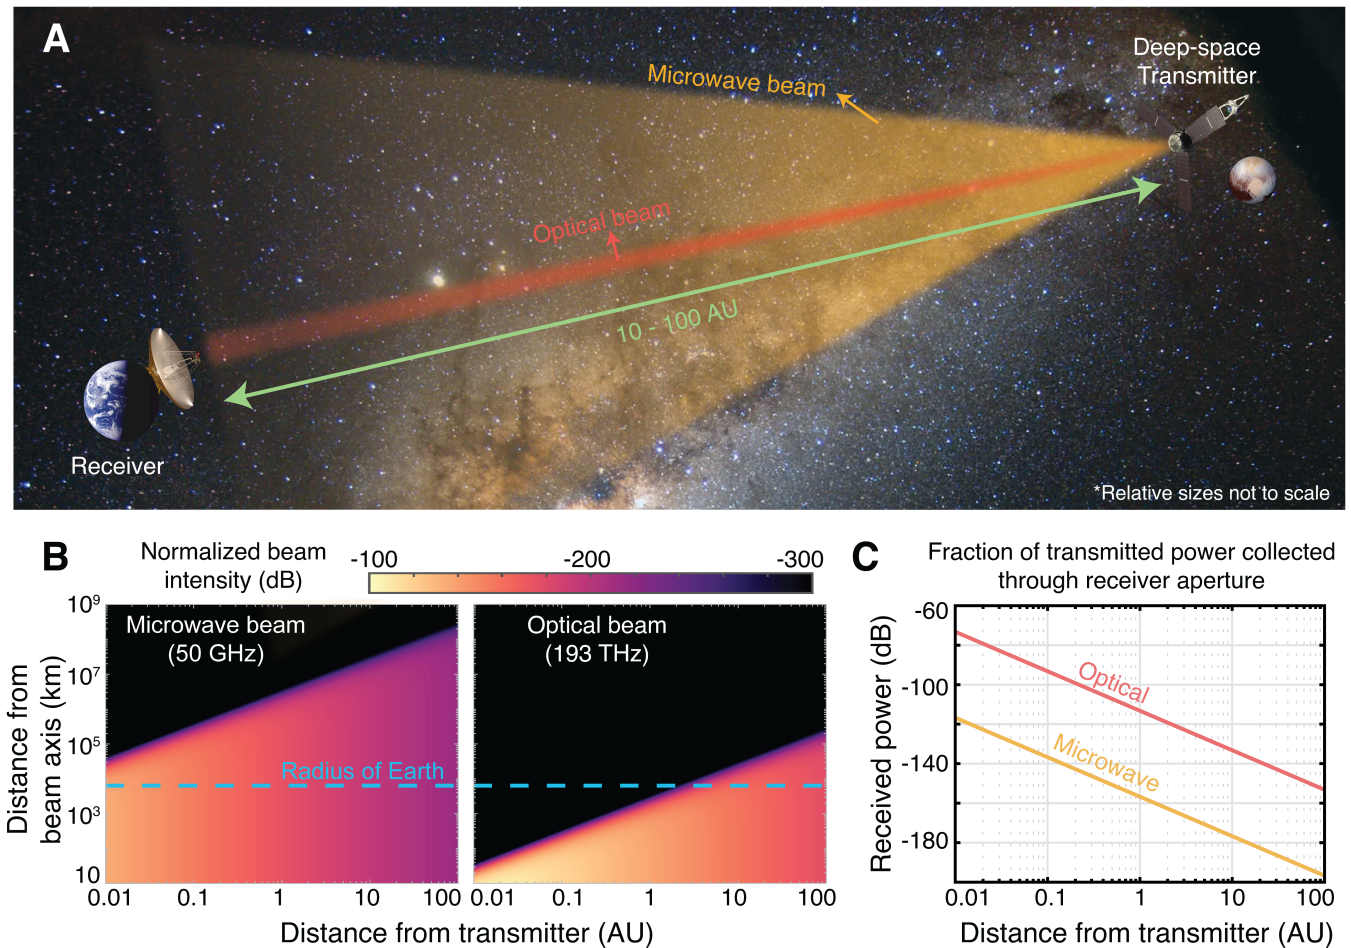 A
Microwave beam
Deep-space
Transmitter
Optical beam
10 - 100 AU
Receiver
*Relative sizes not to scale
B
Normalized beam
intensity (dB)
-100
-200
-300
Microwave beam
(50 GHz)
Optical beam
(193 THz)
Radius of Earth
Distance from
beam axis (km)
10⁹
10⁷
10⁵
10³
10
0.01
0.1
1
10
100
0.01
0.1
1
10
100
Distance from transmitter (AU)
C
Fraction of transmitted power collected
through receiver aperture
Received power (dB)
-60
-100
-140
-180
Optical
Microwave
0.01
0.1
1
10
100
Distance from transmitter (AU)